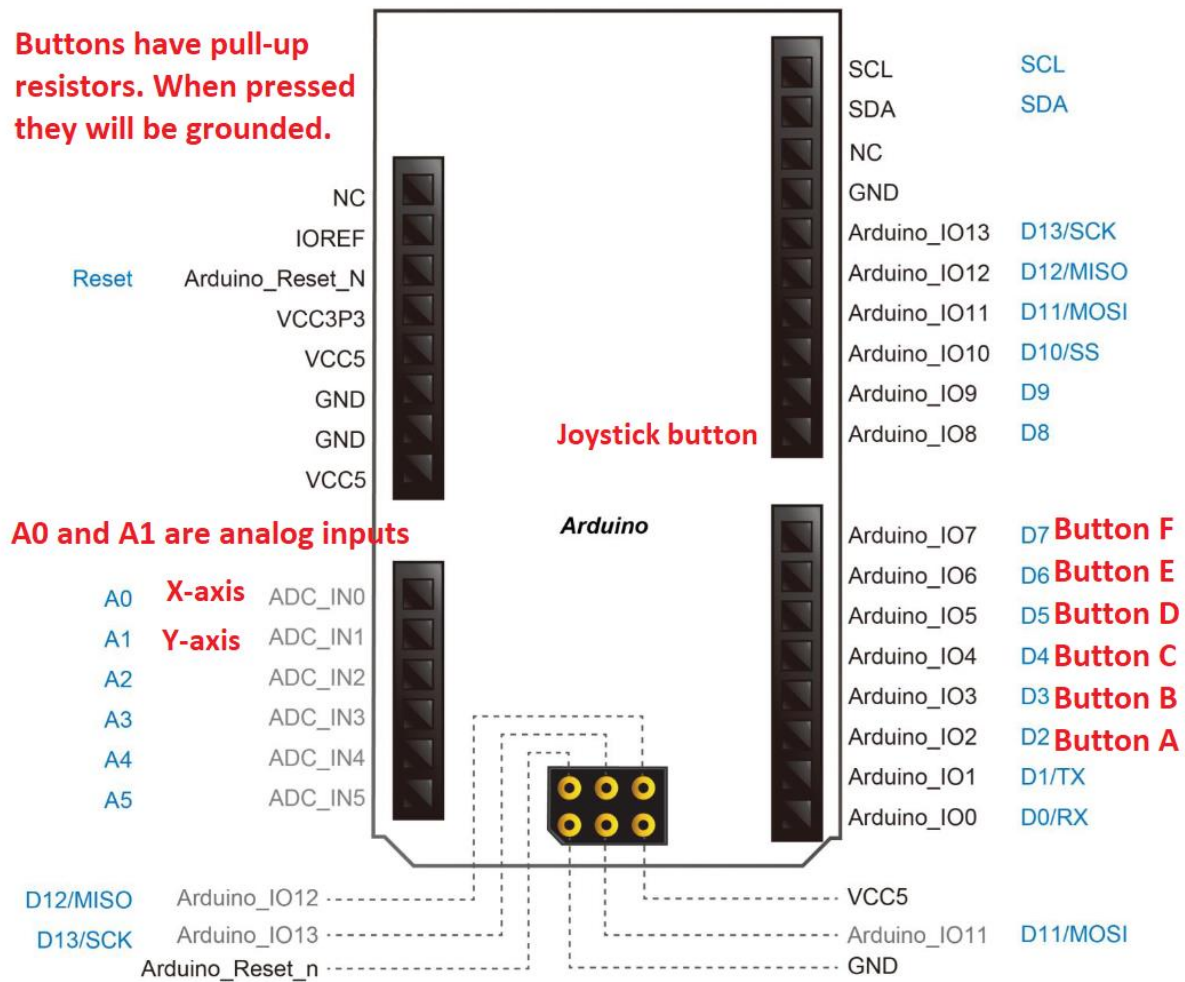 Buttons have pull-up
resistors. When pressed
they will be grounded.
NC
IOREF
Reset Arduino_Reset_N
VCC3P3
VCC5
GND
GND
VCC5
SCL SCL
SDA SDA
NC
GND
Arduino_IO13 D13/SCK
Arduino_IO12 D12/MISO
Arduino_IO11 D11/MOSI
Arduino_IO10 D10/SS
Arduino_IO9 D9
Joystick button Arduino_IO8 D8
A0 and A1 are analog inputs
Arduino
A0 X-axis ADC_IN0
A1 Y-axis ADC_IN1
A2 ADC_IN2
A3 ADC_IN3
A4 ADC_IN4
A5 ADC_IN5
Arduino_IO7 D7 Button F
Arduino_IO6 D6 Button E
Arduino_IO5 D5 Button D
Arduino_IO4 D4 Button C
Arduino_IO3 D3 Button B
Arduino_IO2 D2 Button A
Arduino_IO1 D1/TX
Arduino_IO0 D0/RX
D12/MISO Arduino_IO12
D13/SCK Arduino_IO13
Arduino_Reset_n
VCC5
Arduino_IO11 D11/MOSI
GND